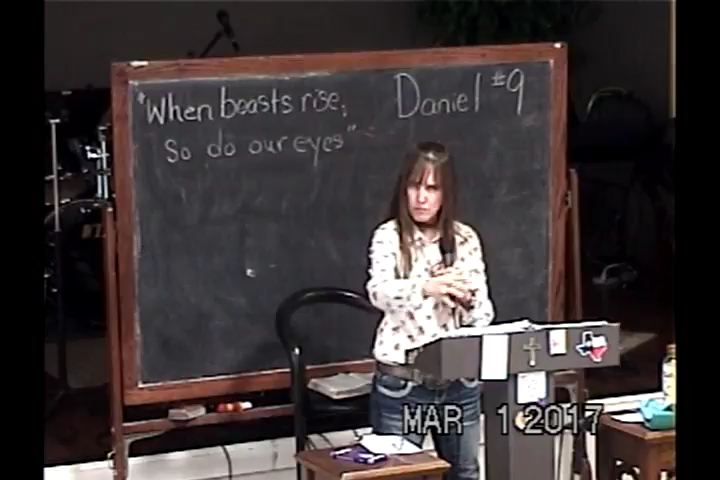 "When beasts rise;
So do our eyes"
Daniel #9
MAR 1 2017